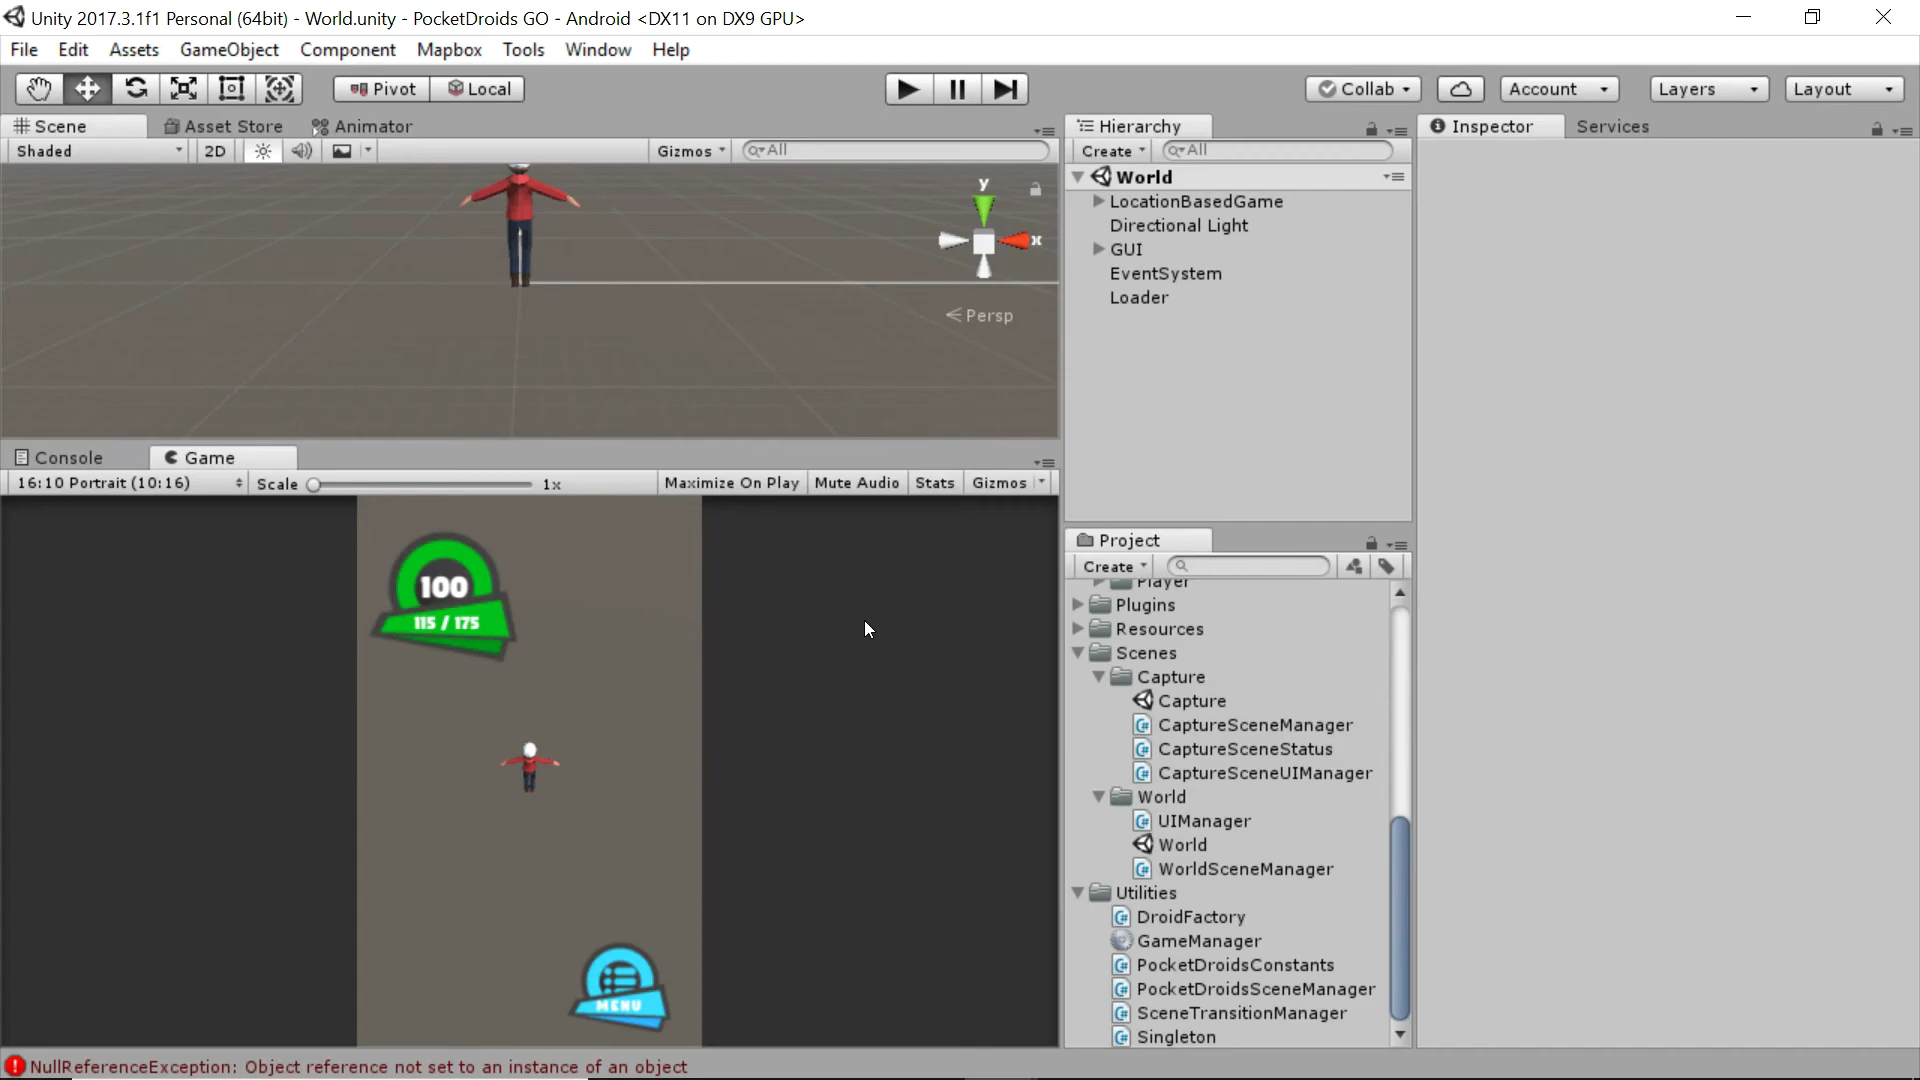 Unity 2017.3.1f1 Personal (64bit) - World.unity - PocketDroids GO - Android <DX11 on DX9 GPU>
File Edit Assets GameObject Component Mapbox Tools Window Help
Pivot Local Collab Account Layers Layout
Scene Asset Store Animator
Shaded 2D Gizmos All
y
x
Persp
Console Game
16:10 Portrait (10:16) Scale 1x Maximize On Play Mute Audio Stats Gizmos
100
115 / 175
MENU
Hierarchy
Create All
World
LocationBasedGame
Directional Light
GUI
EventSystem
Loader
Project
Create
Player
Plugins
Resources
Scenes
Capture
Capture
CaptureSceneManager
CaptureSceneStatus
CaptureSceneUIManager
World
UIManager
World
WorldSceneManager
Utilities
DroidFactory
GameManager
PocketDroidsConstants
PocketDroidsSceneManager
SceneTransitionManager
Singleton
Inspector Services
NullReferenceException: Object reference not set to an instance of an object